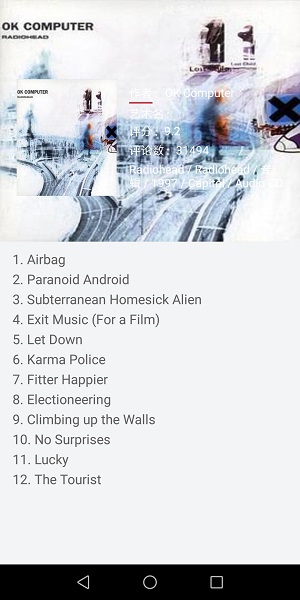 OK COMPUTER
RADIOHEAD
Lost Child
OK COMPUTER
作者：OK Computer
评分：9.2
评论数：31494
Radiohead / Radiohead /
/ 1997 / Capitol / Audio
1. Airbag
2. Paranoid Android
3. Subterranean Homesick Alien
4. Exit Music (For a Film)
5. Let Down
6. Karma Police
7. Fitter Happier
8. Electioneering
9. Climbing up the Walls
10. No Surprises
11. Lucky
12. The Tourist